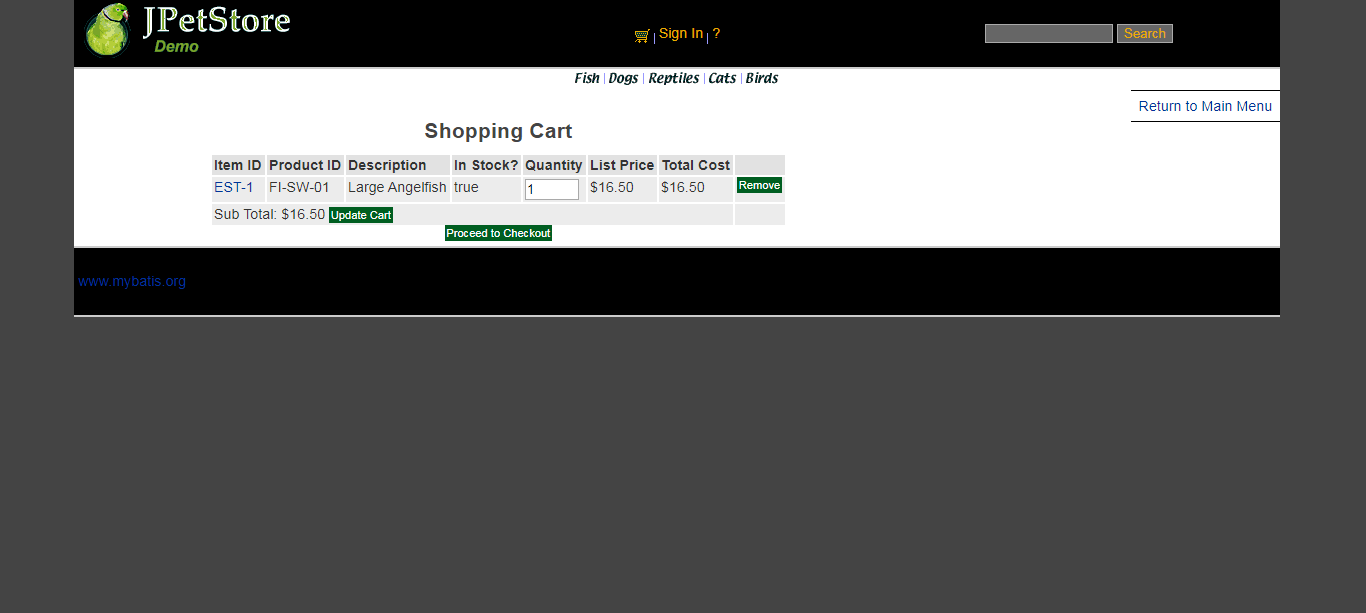 JPetStore
Demo
Sign In ?
Search
Fish Dogs Reptiles Cats Birds
Return to Main Menu
Shopping Cart
Item ID Product ID Description In Stock? Quantity List Price Total Cost
EST-1 FI-SW-01 Large Angelfish true 1 $16.50 $16.50 Remove
Sub Total: $16.50 Update Cart
Proceed to Checkout
www.mybatis.org